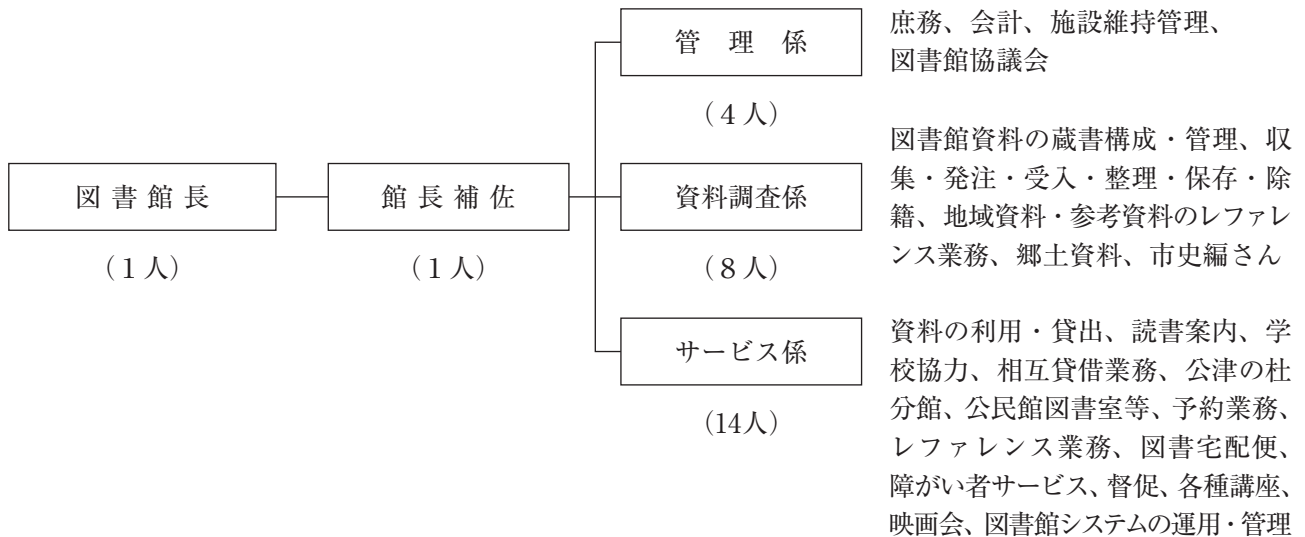 図書館長
（１人）
館長補佐
（１人）
管理係
（４人）
庶務、会計、施設維持管理、
図書館協議会
資料調査係
（８人）
図書館資料の蔵書構成・管理、収
集・発注・受入・整理・保存・除
籍、地域資料・参考資料のレファレ
ンス業務、郷土資料、市史編さん
サービス係
（14人）
資料の利用・貸出、読書案内、学
校協力、相互貸借業務、公津の杜
分館、公民館図書室等、予約業務、
レファレンス業務、図書宅配便、
障がい者サービス、督促、各種講座、
映画会、図書館システムの運用・管理